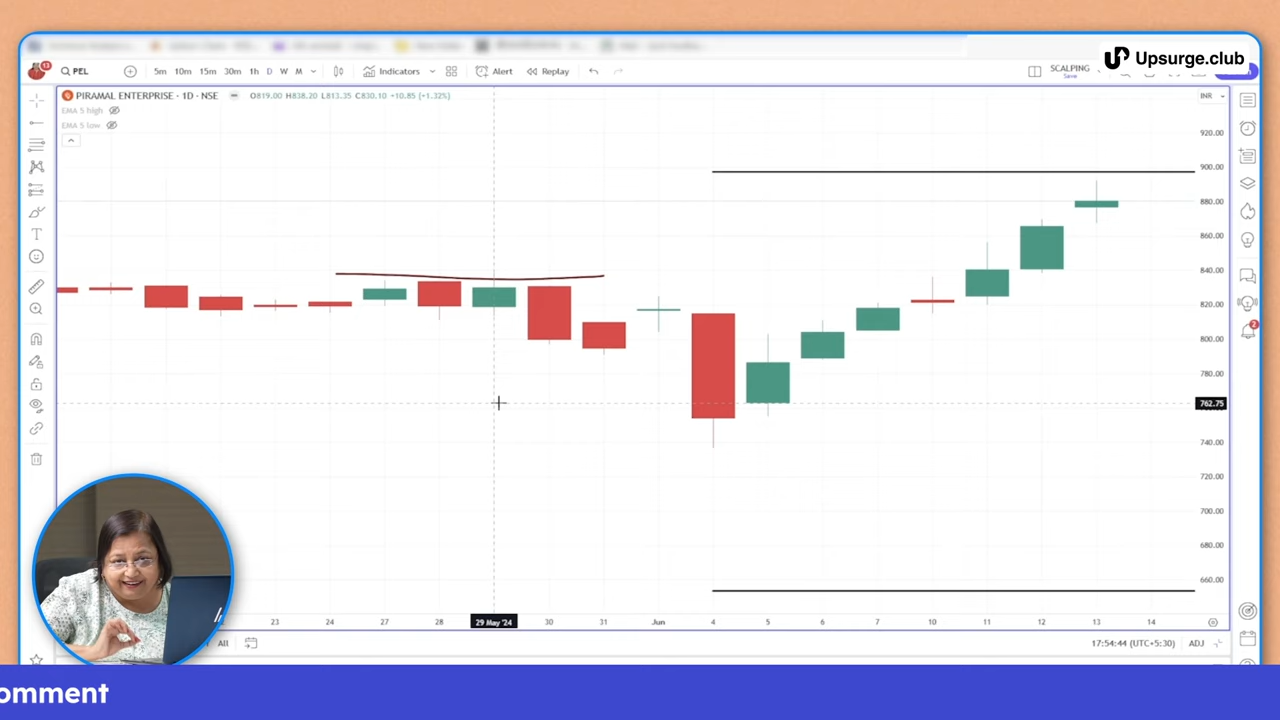 Upsurge.club
13
PEL
5m 10m 15m 30m 1h D W M
Indicators
Alert
Replay
SCALPING
Save
PIRAMAL ENTERPRISE · 1D · NSE
O819.00 H838.20 L813.35 C830.10 +10.85 (+1.32%)
INR
EMA 5 high
EMA 5 low
920.00
900.00
880.00
860.00
840.00
820.00
800.00
780.00
762.75
740.00
720.00
700.00
680.00
660.00
2
23 24 27 28 29 May '24 30 31 Jun 4 5 6 7 10 11 12 13 14
All
17:54:44 (UTC+5:30)
ADJ
omment